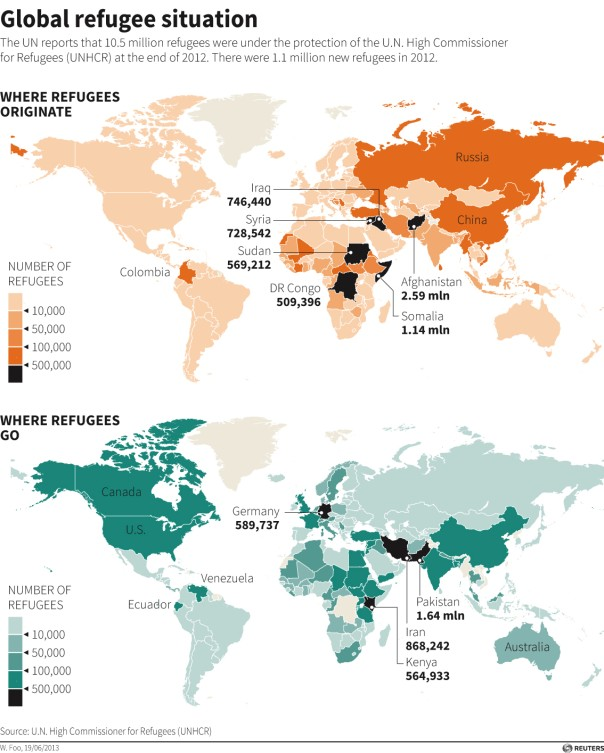 Global refugee situation
The UN reports that 10.5 million refugees were under the protection of the U.N. High Commissioner
for Refugees (UNHCR) at the end of 2012. There were 1.1 million new refugees in 2012.
WHERE REFUGEES
ORIGINATE
Russia
Iraq
746,440
Syria
728,542
China
Sudan
569,212
NUMBER OF
REFUGEES
10,000
50,000
100,000
500,000
Colombia
DR Congo
509,396
Afghanistan
2.59 mln
Somalia
1.14 mln
WHERE REFUGEES
GO
Canada
U.S.
Germany
589,737
Venezuela
Ecuador
NUMBER OF
REFUGEES
10,000
50,000
100,000
500,000
Pakistan
1.64 mln
Iran
868,242
Kenya
564,933
Australia
Source: U.N. High Commissioner for Refugees (UNHCR)
W. Foo, 19/06/2013
REUTERS